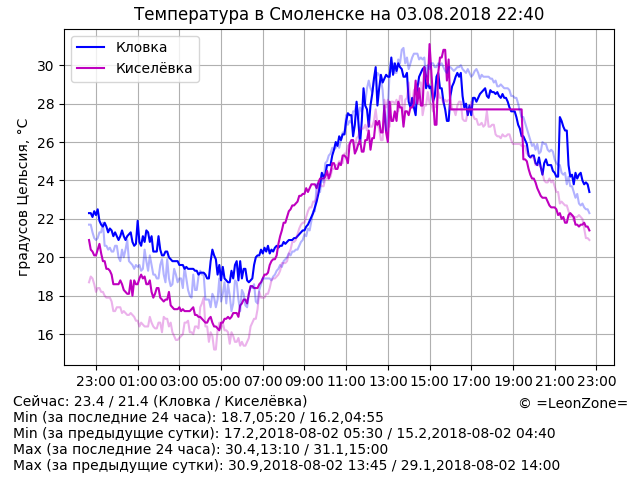 Температура в Смоленске на 03.08.2018 22:40
Кловка
Киселёвка
градусов Цельсия, °C
30
28
26
24
22
20
18
16
23:00 01:00 03:00 05:00 07:00 09:00 11:00 13:00 15:00 17:00 19:00 21:00 23:00
Сейчас: 23.4 / 21.4 (Кловка / Киселёвка)
© =LeonZone=
Min (за последние 24 часа): 18.7,05:20 / 16.2,04:55
Min (за предыдущие сутки): 17.2,2018-08-02 05:30 / 15.2,2018-08-02 04:40
Max (за последние 24 часа): 30.4,13:10 / 31.1,15:00
Max (за предыдущие сутки): 30.9,2018-08-02 13:45 / 29.1,2018-08-02 14:00